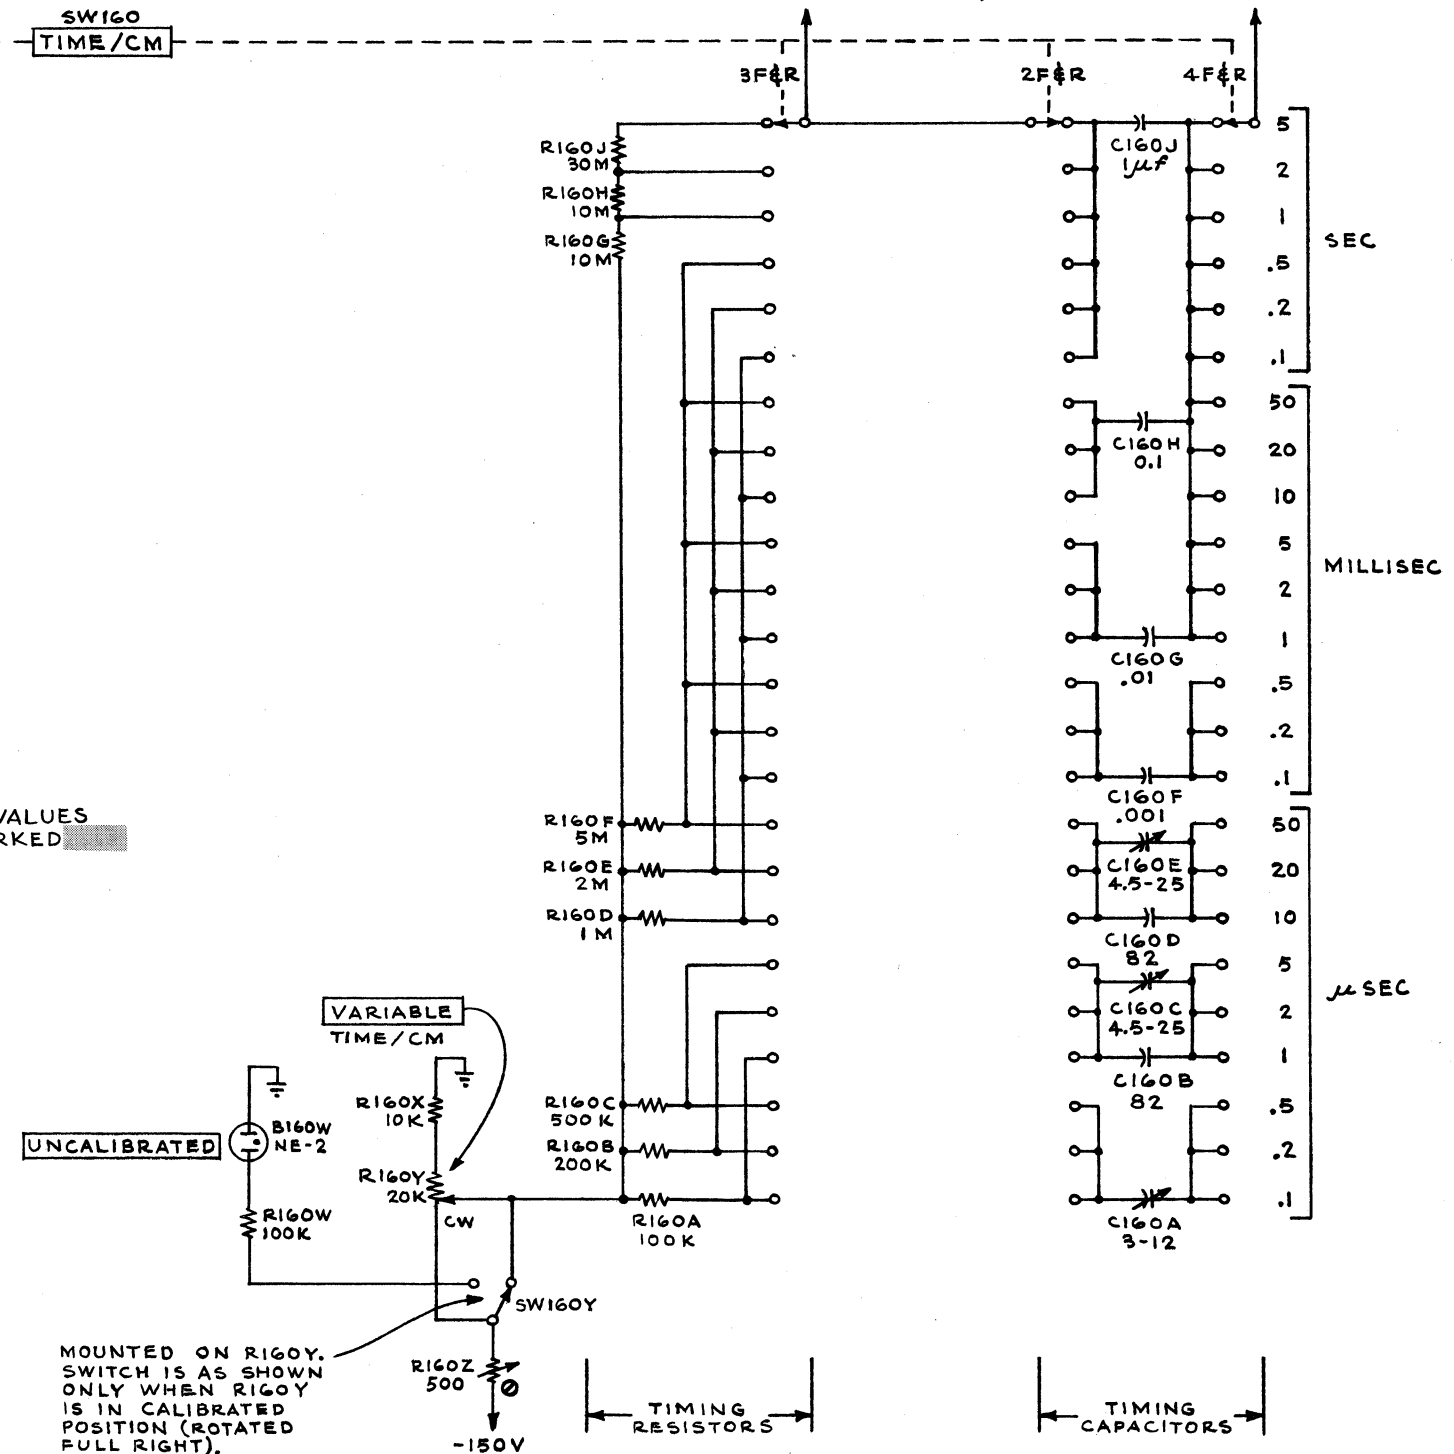 SW160
TIME/CM
3F&R
2F&R
4F&R
R160J
30M
R160H
10M
R160G
10M
C160J
1µf
5
2
1
.5
.2
.1
SEC
C160H
0.1
C160G
.01
50
20
10
5
2
1
.5
.2
.1
MILLISEC
VALUES
RKED
R160F
5M
R160E
2M
R160D
1M
C160F
.001
C160E
4.5-25
C160D
82
C160C
4.5-25
C160B
82
50
20
10
5
2
1
.5
.2
.1
µSEC
VARIABLE
TIME/CM
R160X
10K
R160C
500K
R160B
200K
UNCALIBRATED
B160W
NE-2
R160Y
20K
CW
R160W
100K
R160A
100K
C160A
3-12
SW160Y
MOUNTED ON R160Y.
SWITCH IS AS SHOWN
ONLY WHEN R160Y
IS IN CALIBRATED
POSITION (ROTATED
FULL RIGHT).
R160Z
500
-150V
TIMING
RESISTORS
TIMING
CAPACITORS